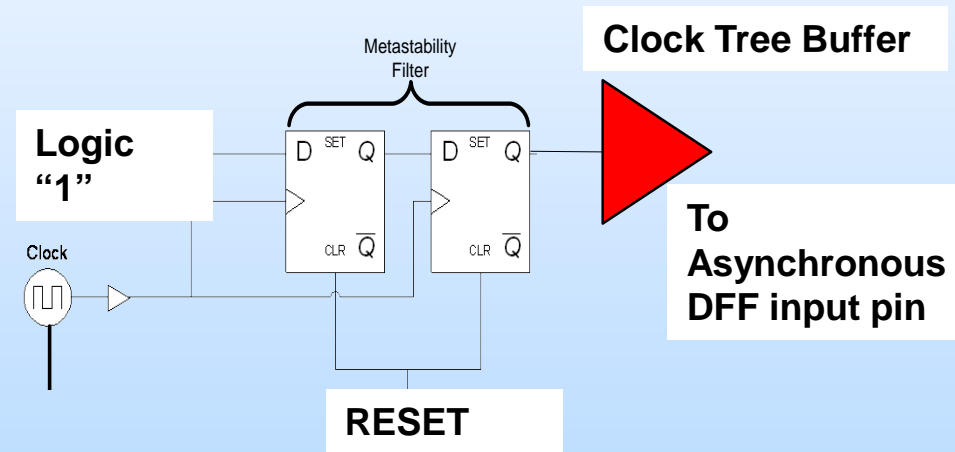 Metastability
Filter
Clock Tree Buffer
Logic
“1”
D SET Q
CLR Q
D SET Q
CLR Q
Clock
To
Asynchronous
DFF input pin
RESET